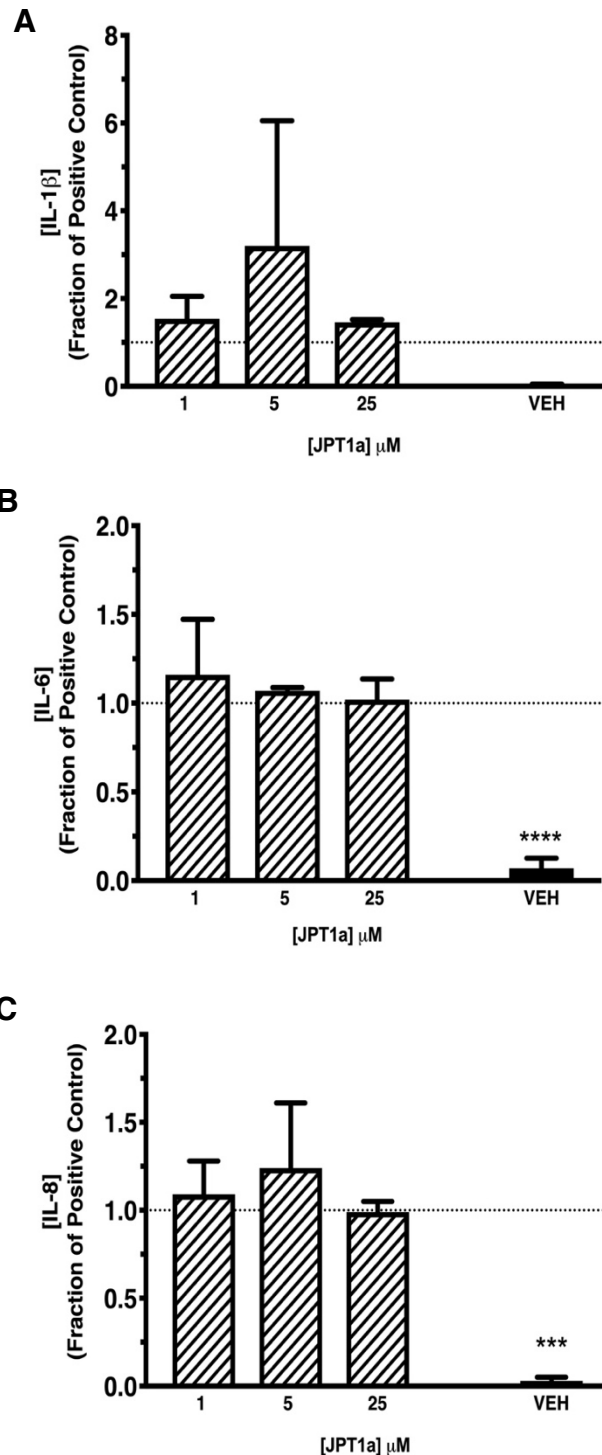 A
[IL-1β]
(Fraction of Positive Control)
8
6
4
2
0
1 5 25 VEH
[JPT1a] μM
B
[IL-6]
(Fraction of Positive Control)
2.0
1.5
1.0
0.5
0.0
****
1 5 25 VEH
[JPT1a] μM
C
[IL-8]
(Fraction of Positive Control)
2.0
1.5
1.0
0.5
0.0
***
1 5 25 VEH
[JPT1a] μM